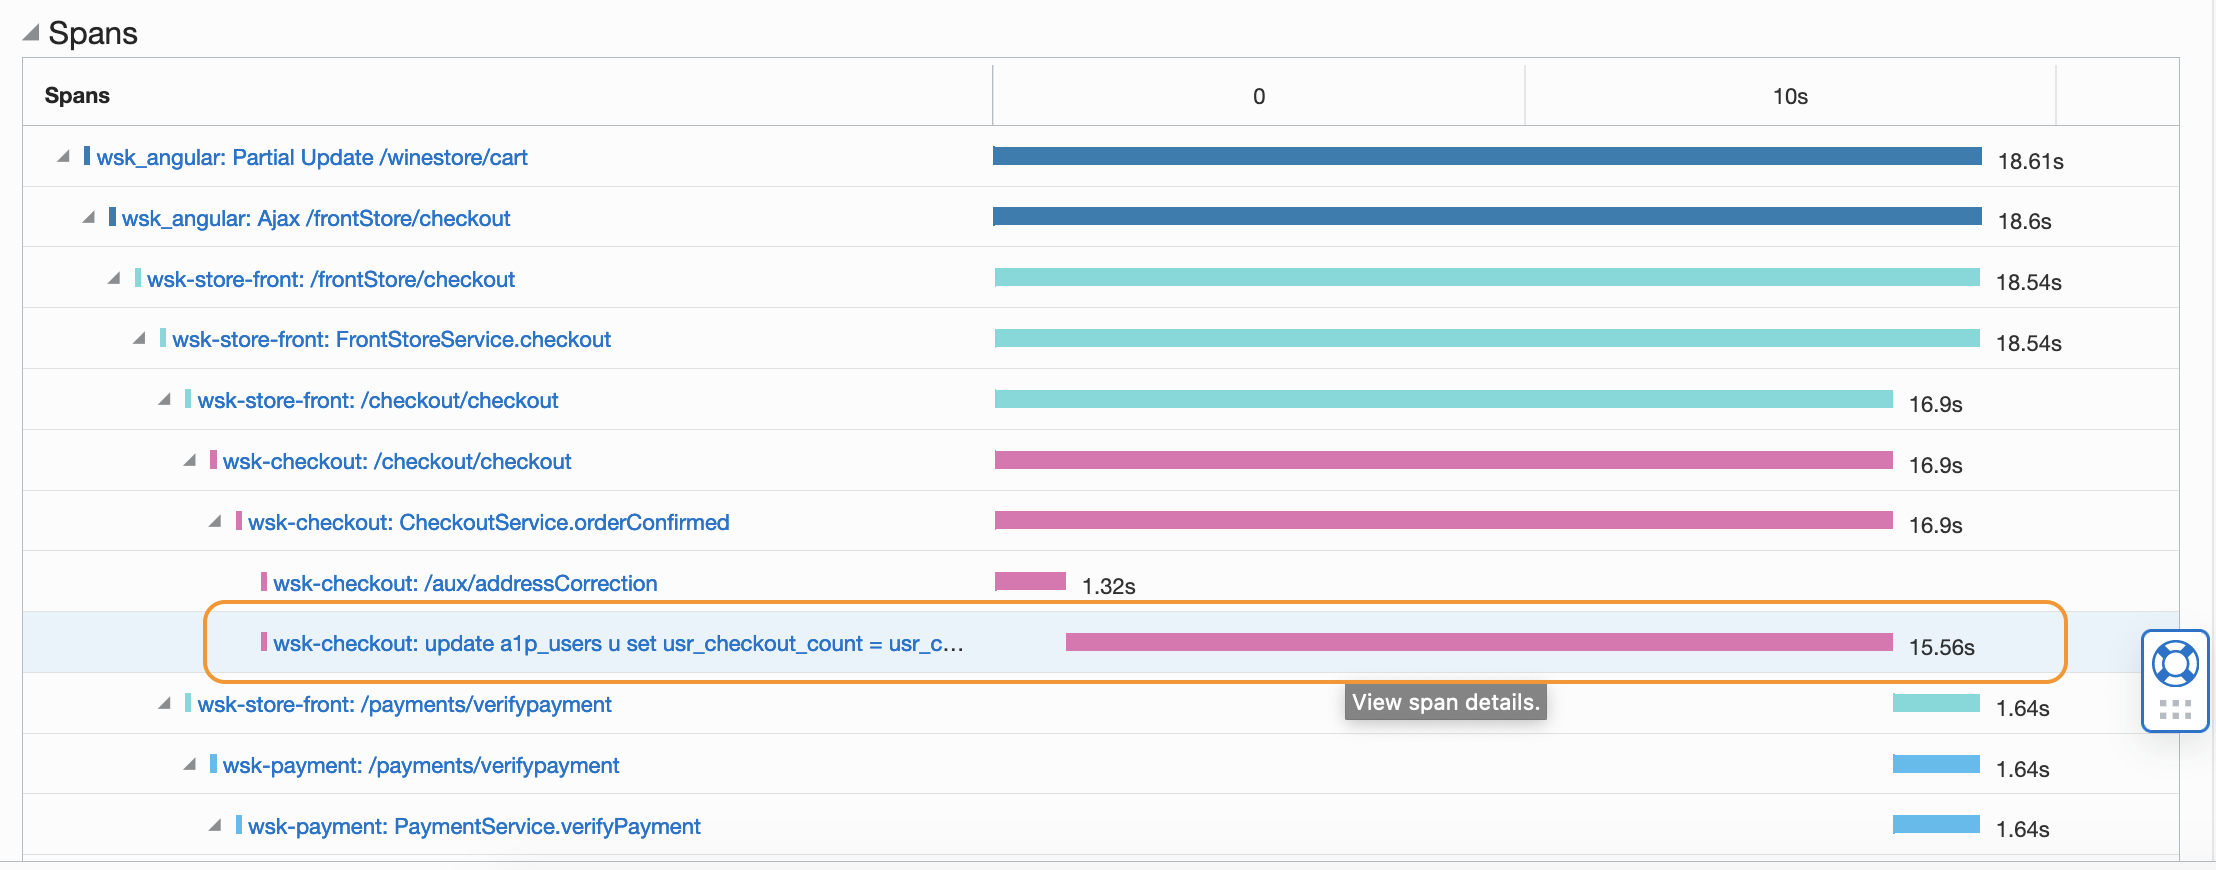 Spans
Spans 0 10s
wsk_angular: Partial Update /winestore/cart 18.61s
wsk_angular: Ajax /frontStore/checkout 18.6s
wsk-store-front: /frontStore/checkout 18.54s
wsk-store-front: FrontStoreService.checkout 18.54s
wsk-store-front: /checkout/checkout 16.9s
wsk-checkout: /checkout/checkout 16.9s
wsk-checkout: CheckoutService.orderConfirmed 16.9s
wsk-checkout: /aux/addressCorrection 1.32s
wsk-checkout: update a1p_users u set usr_checkout_count = usr_c... 15.56s
View span details.
wsk-store-front: /payments/verifypayment 1.64s
wsk-payment: /payments/verifypayment 1.64s
wsk-payment: PaymentService.verifyPayment 1.64s